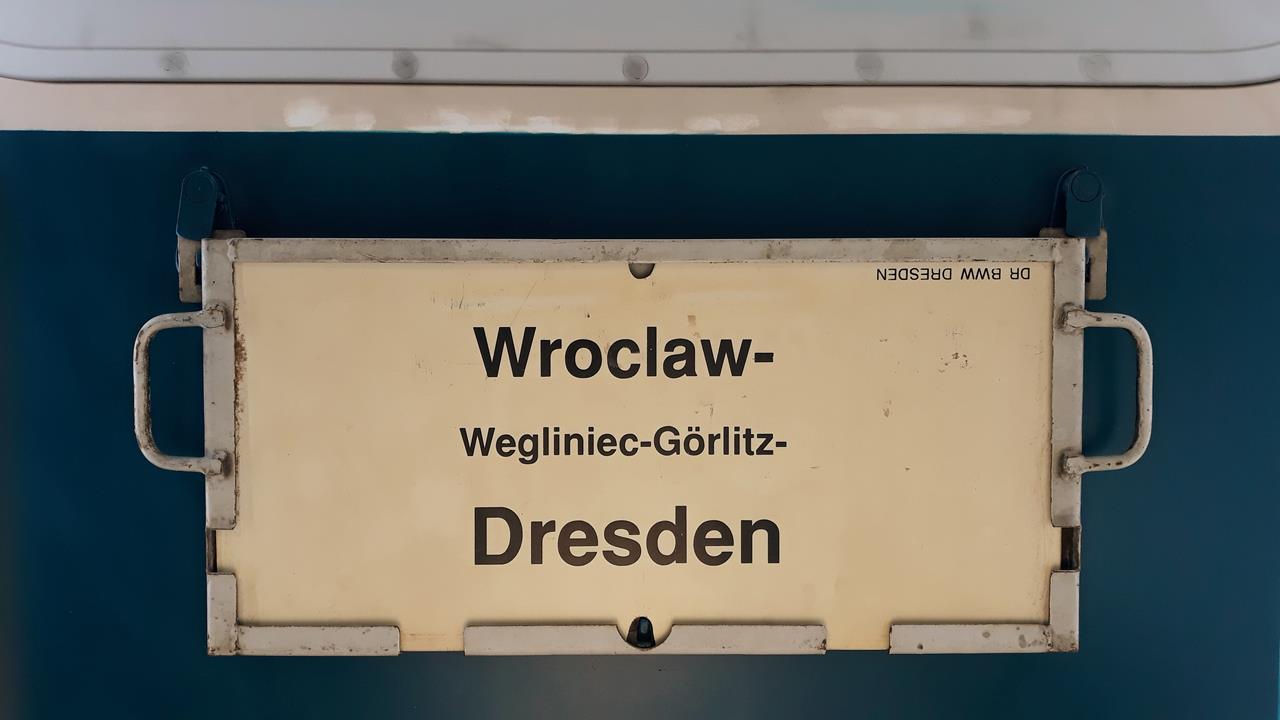 DR BWW DRESDEN
Wroclaw-
Wegliniec-Görlitz-
Dresden